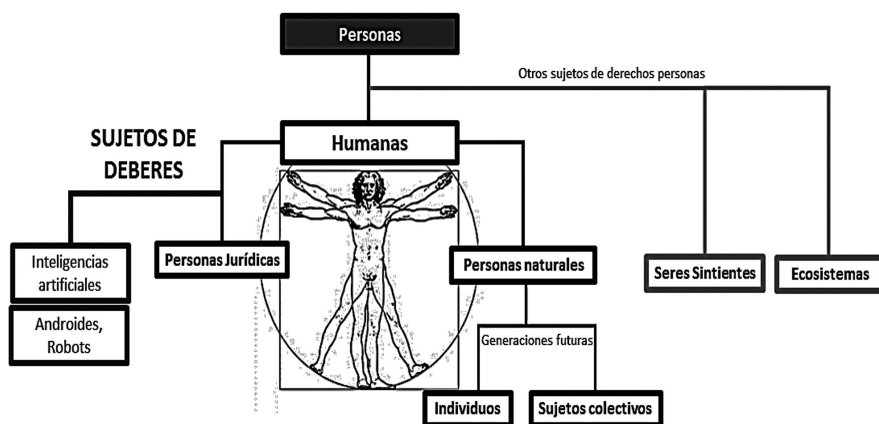 Personas
Otros sujetos de derechos personas
SUJETOS DE
DEBERES
Humanas
Inteligencias
artificiales
Personas Jurídicas
Personas naturales
Seres Sintientes
Ecosistemas
Androides,
Robots
Generaciones futuras
Individuos
Sujetos colectivos